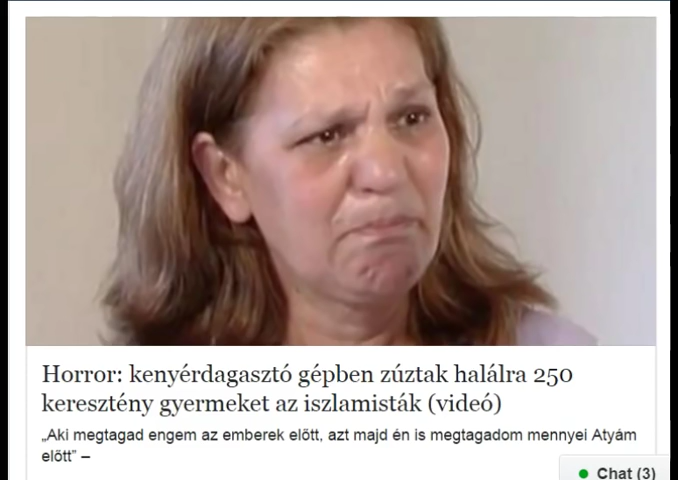 Horror: kenyérdagasztó gépben zúztak halálra 250
keresztény gyermeket az iszlamisták (videó)
„Aki megtagad engem az emberek előtt, azt majd én is megtagadom mennyei Atyám
előtt” –
Chat (3)